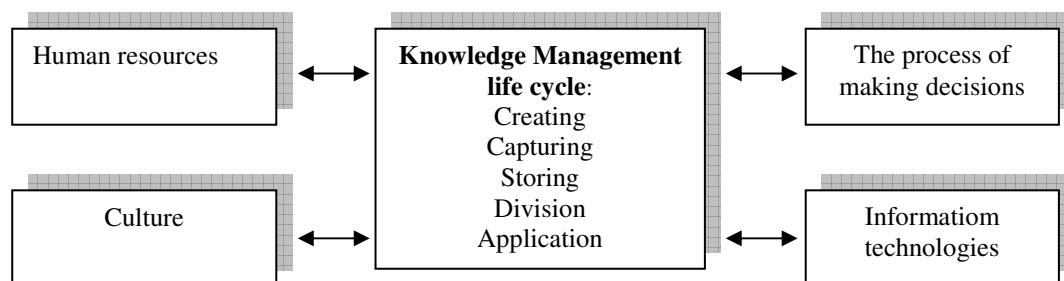 Human resources
Culture
Knowledge Management
life cycle:
Creating
Capturing
Storing
Division
Application
The process of
making decisions
Informatiom
technologies